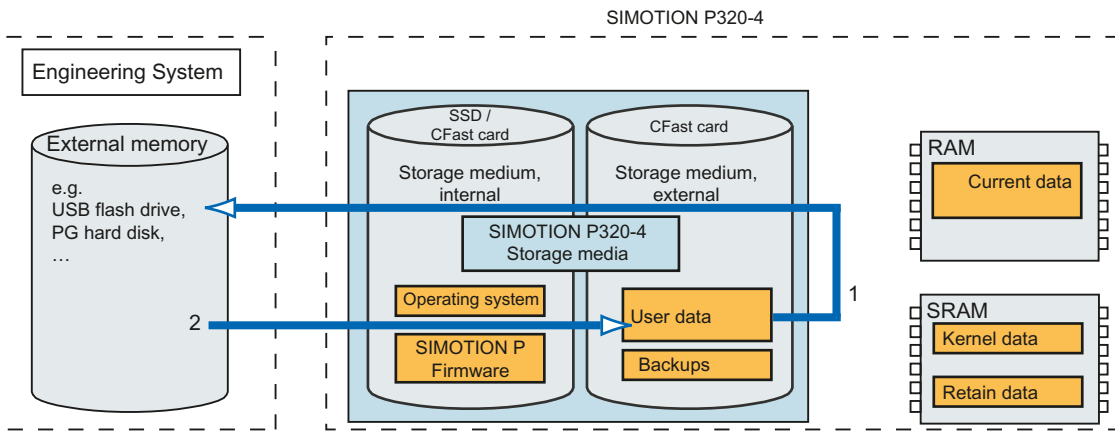 SIMOTION P320-4
Engineering System
External memory
e.g.
USB flash drive,
PG hard disk,
...
SSD /
CFast card
Storage medium,
internal
CFast card
Storage medium,
external
SIMOTION P320-4
Storage media
Operating system
SIMOTION P
Firmware
User data
Backups
1
2
RAM
Current data
SRAM
Kernel data
Retain data